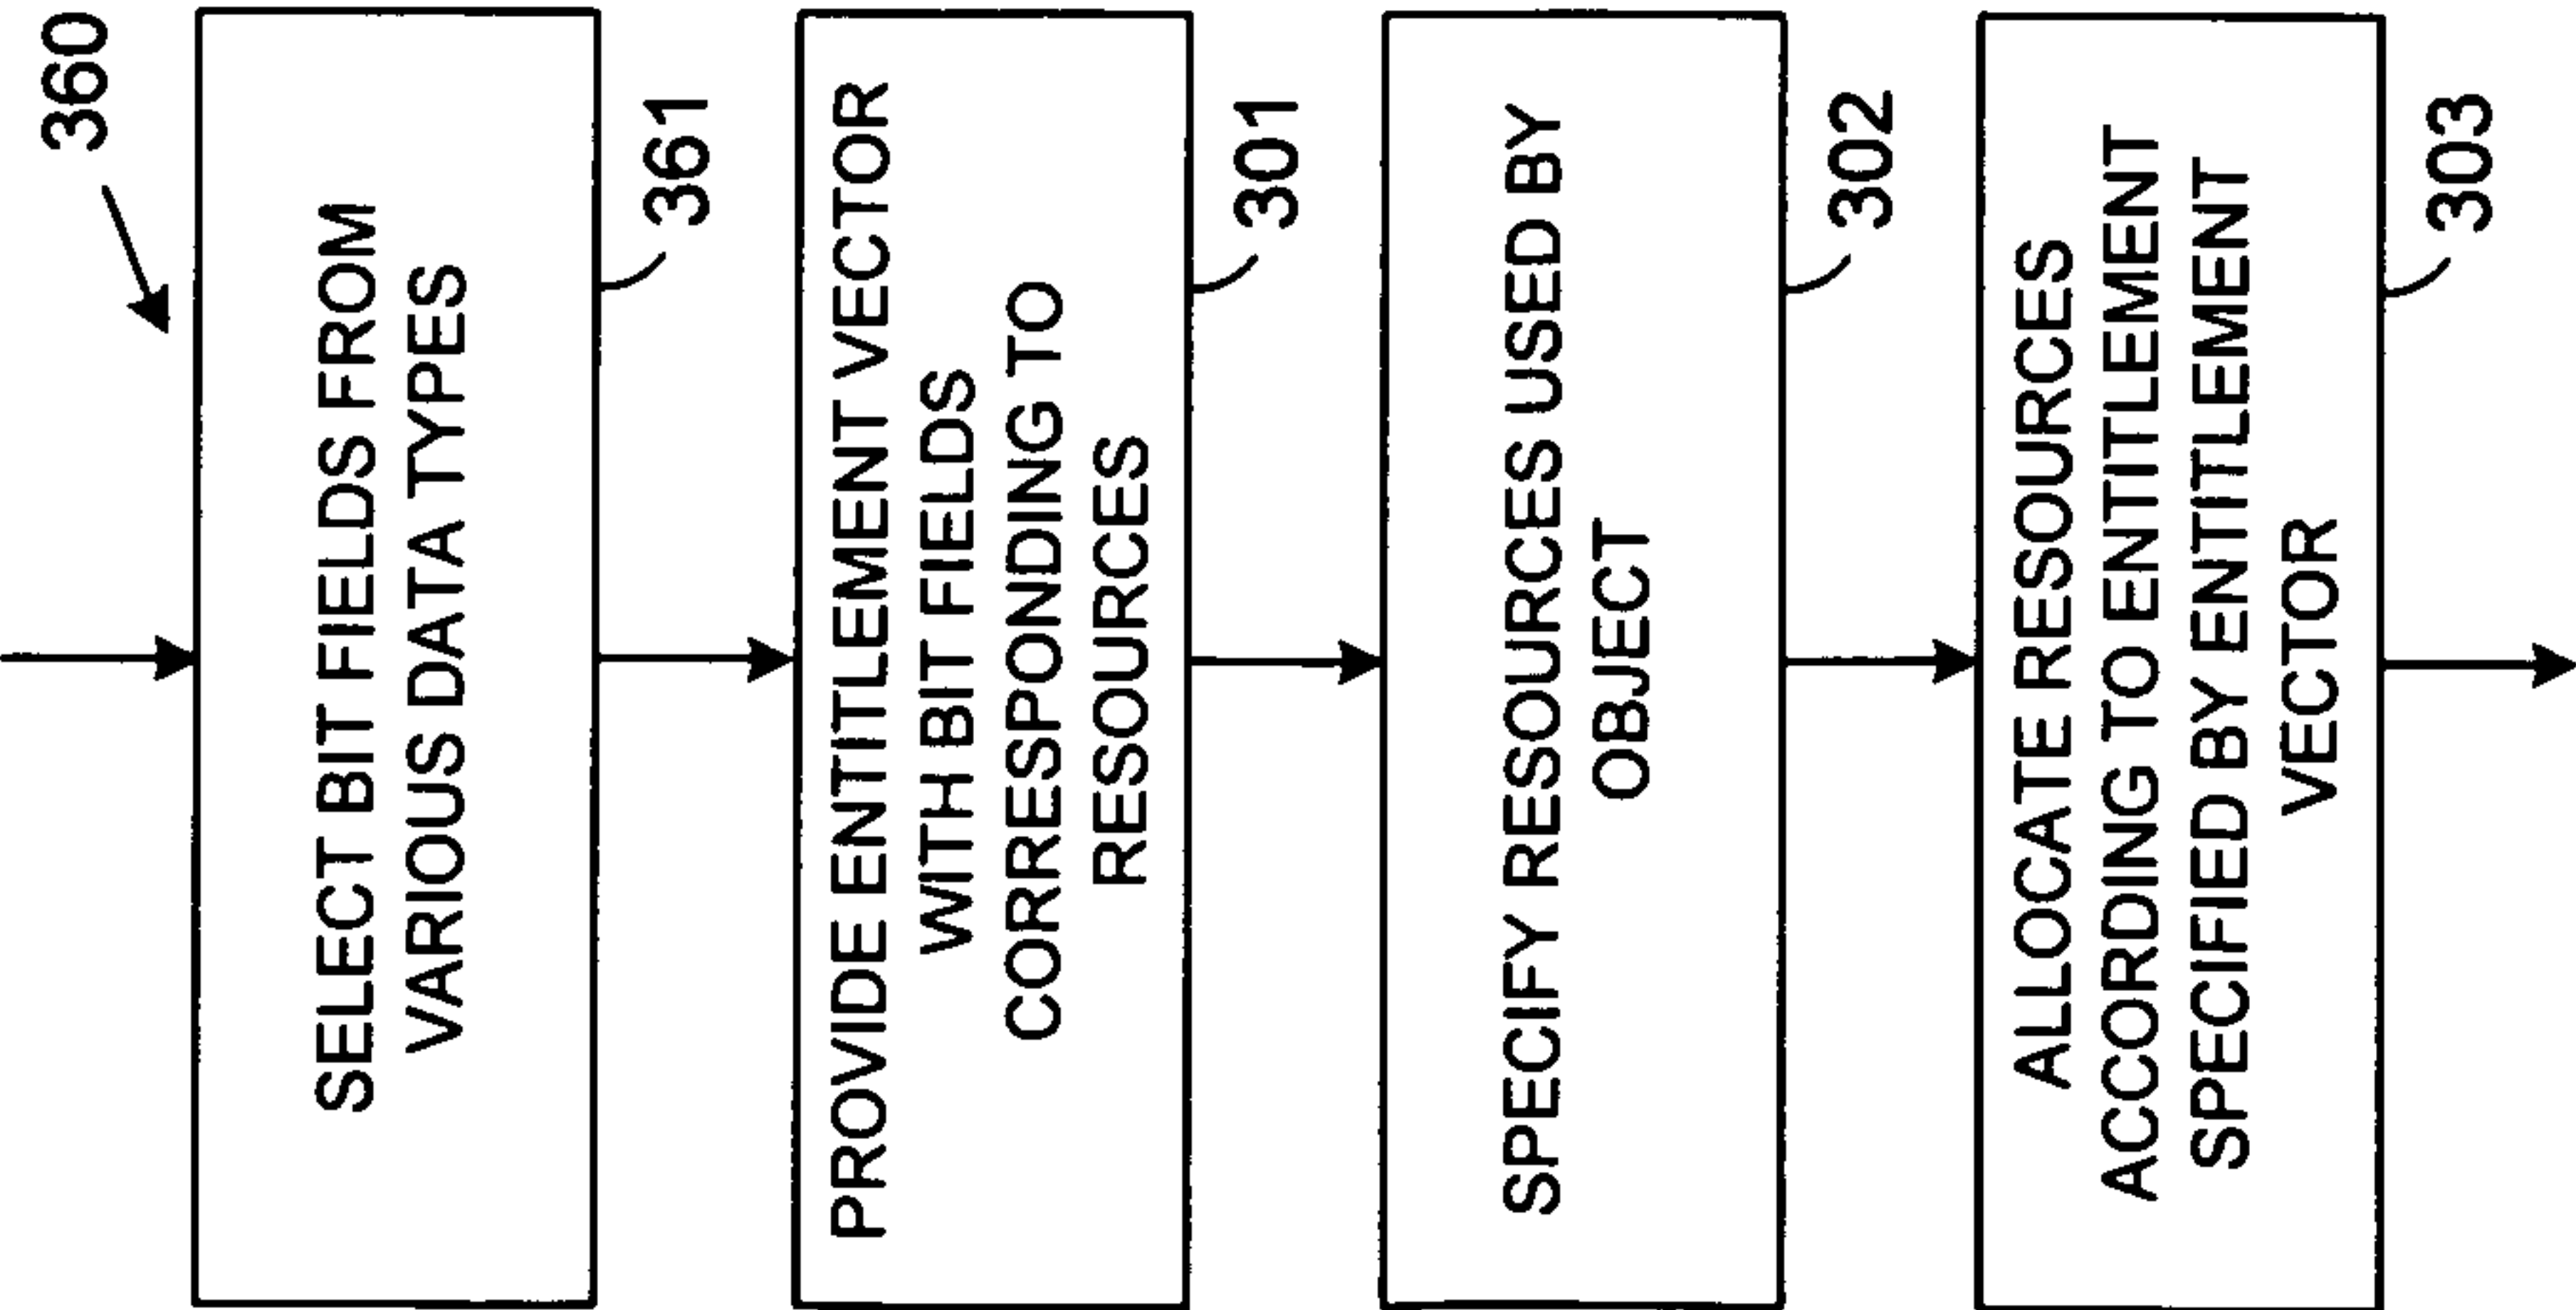 360
SELECT BIT FIELDS FROM
VARIOUS DATA TYPES
361
PROVIDE ENTITLEMENT VECTOR
WITH BIT FIELDS
CORRESPONDING TO
RESOURCES
301
SPECIFY RESOURCES USED BY
OBJECT
302
ALLOCATE RESOURCES
ACCORDING TO ENTITLEMENT
SPECIFIED BY ENTITLEMENT
VECTOR
303